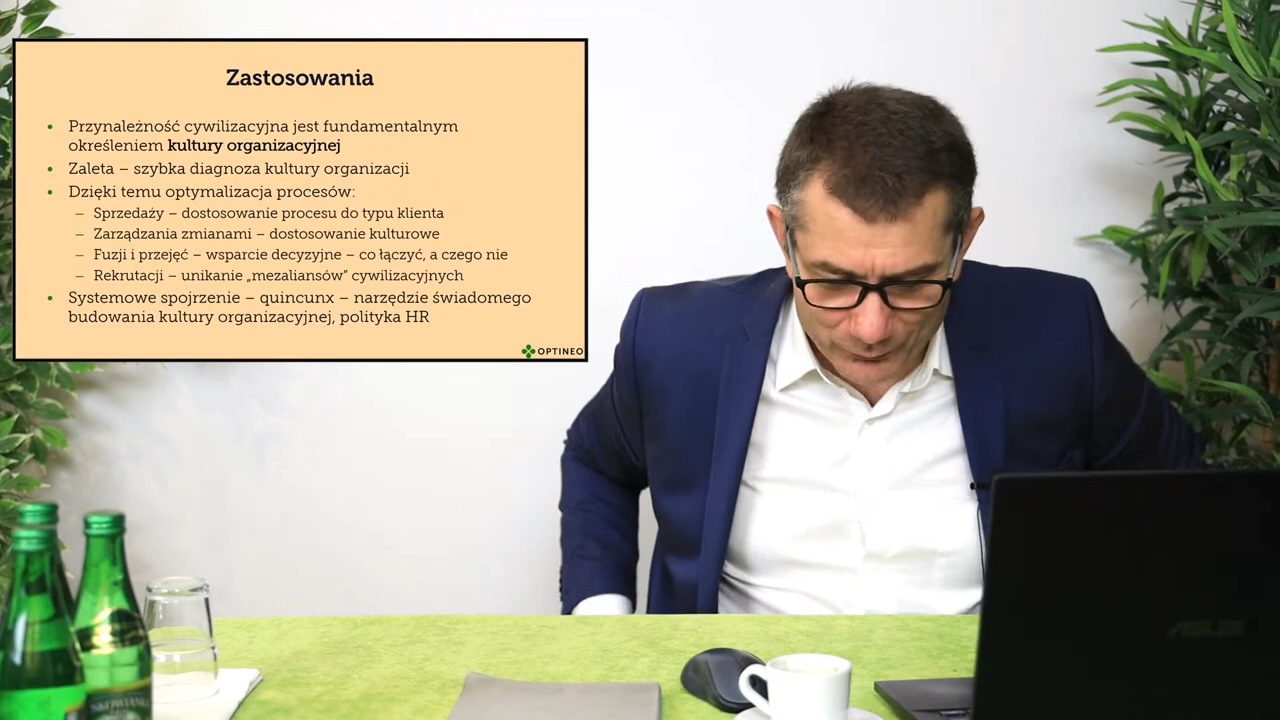 Zastosowania
• Przynależność cywilizacyjna jest fundamentalnym
określeniem kultury organizacyjnej
• Zaleta – szybka diagnoza kultury organizacji
• Dzięki temu optymalizacja procesów:
– Sprzedaży – dostosowanie procesu do typu klienta
– Zarządzania zmianami – dostosowanie kulturowe
– Fuzji i przejęć – wsparcie decyzyjne – co łączyć, a czego nie
– Rekrutacji – unikanie „mezaliansów” cywilizacyjnych
• Systemowe spojrzenie – quincunx – narzędzie świadomego
budowania kultury organizacyjnej, polityka HR
OPTINEO
ASUS